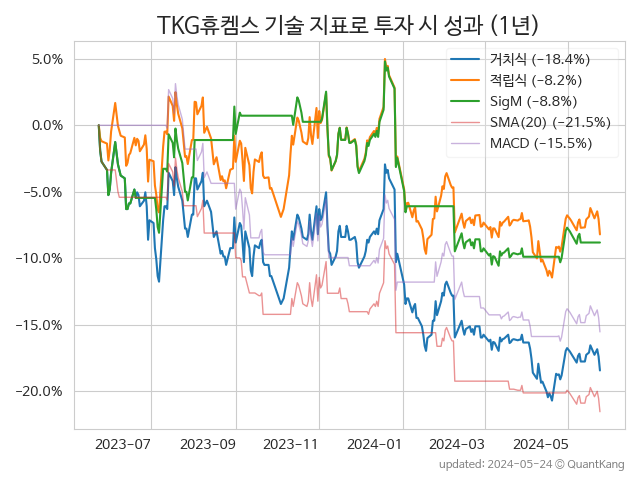 TKG휴켐스 기술 지표로 투자 시 성과 (1년)
5.0%
0.0%
−5.0%
−10.0%
−15.0%
−20.0%
거치식 (−18.4%)
적립식 (−8.2%)
SigM (−8.8%)
SMA(20) (−21.5%)
MACD (−15.5%)
2023−07
2023−09
2023−11
2024−01
2024−03
2024−05
updated: 2024-05-24 © QuantKang